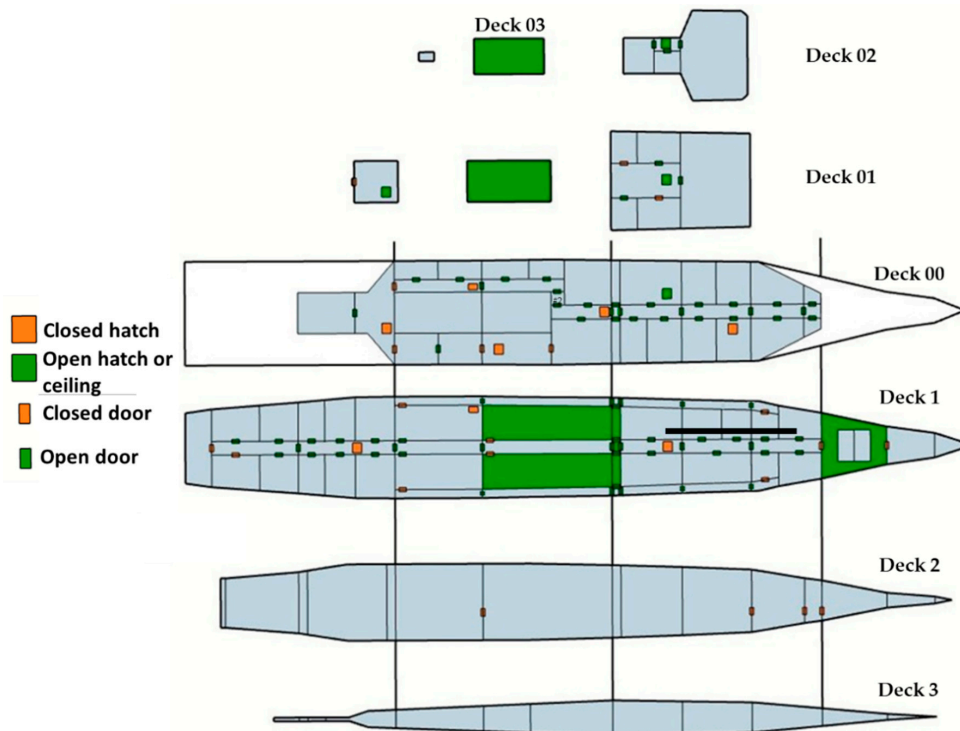 Deck 03
Deck 02
Deck 01
Deck 00
Closed hatch
Open hatch or
ceiling
Closed door
Open door
Deck 1
Deck 2
Deck 3